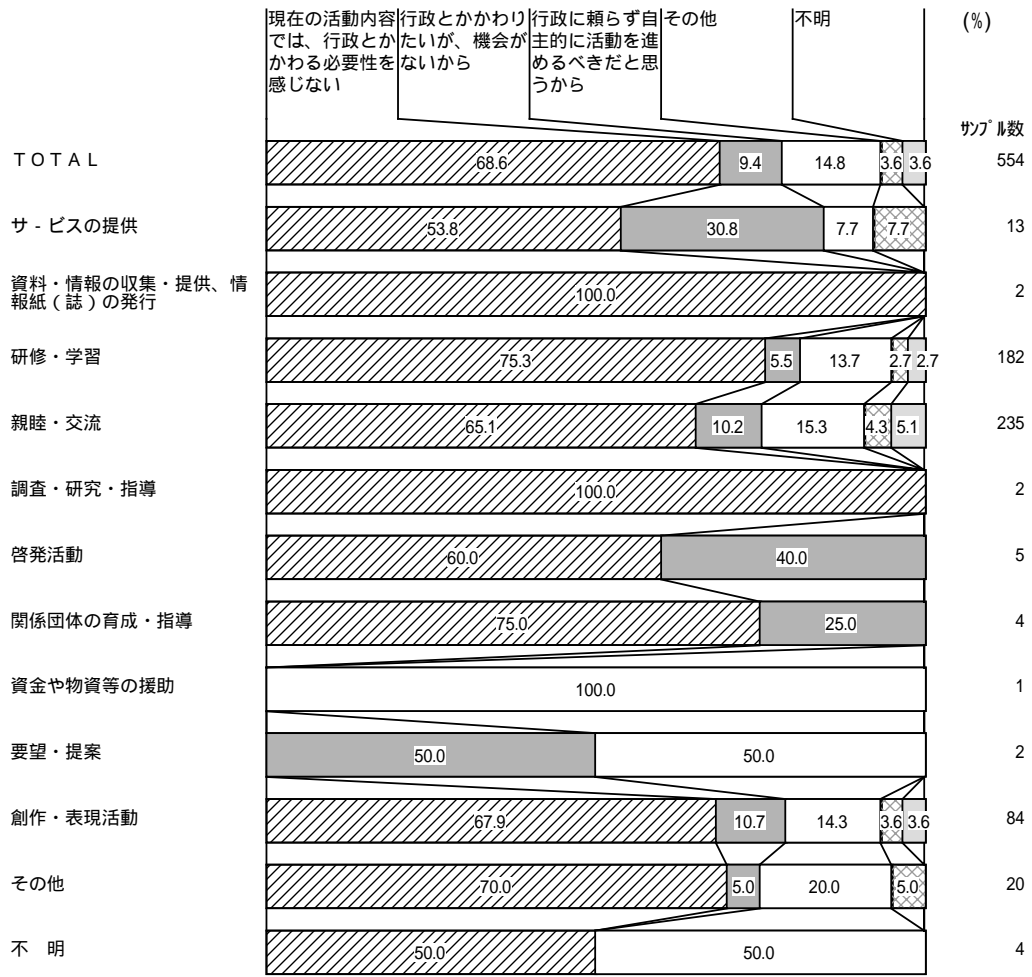 現在の活動内容
では、行政とか
かわる必要性を
感じない
行政とかかわり
たいが、機会が
ないから
行政に頼らず自
主的に活動を進
めるべきだと思
うから
その他
不明
(%)
ｻﾝﾌﾟﾙ数
ＴＯＴＡＬ 68.6 9.4 14.8 3.6 3.6 554
サ - ビスの提供 53.8 30.8 7.7 7.7 13
資料・情報の収集・提供、情
報紙（誌）の発行 100.0 2
研修・学習 75.3 5.5 13.7 2.7 2.7 182
親睦・交流 65.1 10.2 15.3 4.3 5.1 235
調査・研究・指導 100.0 2
啓発活動 60.0 40.0 5
関係団体の育成・指導 75.0 25.0 4
資金や物資等の援助 100.0 1
要望・提案 50.0 50.0 2
創作・表現活動 67.9 10.7 14.3 3.6 3.6 84
その他 70.0 5.0 20.0 5.0 20
不　明 50.0 50.0 4